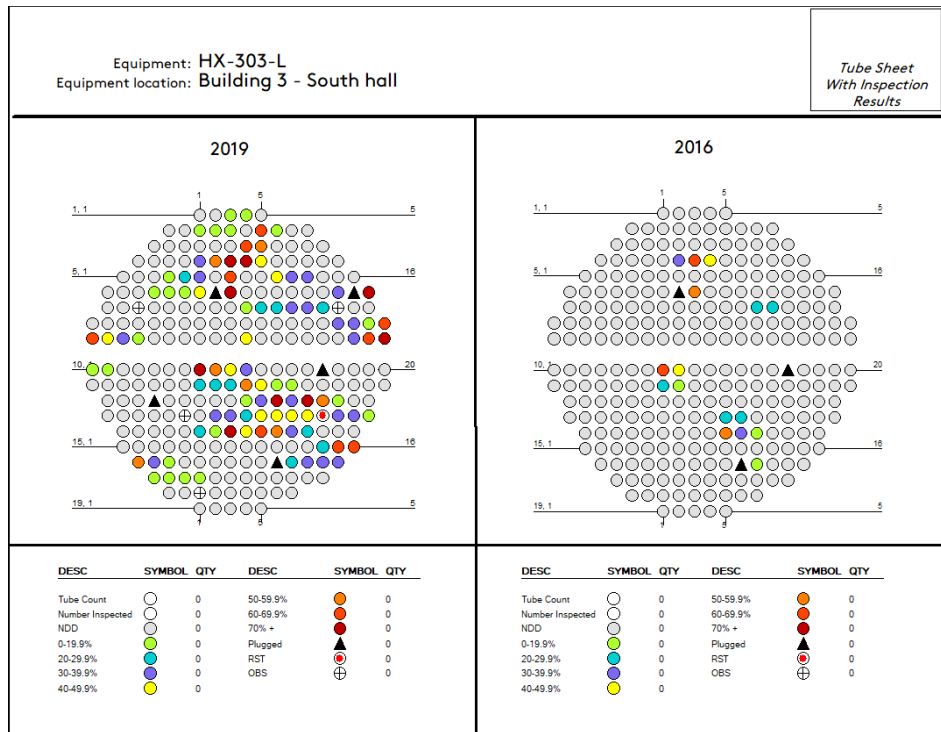 Equipment: HX-303-L
Equipment location: Building 3 - South hall
Tube Sheet
With Inspection
Results
2019
1 5
1, 1 5
5, 1 16
10, 1 20
15, 1 16
19, 1 5
1 5
2016
1 5
1, 1 5
5, 1 16
10, 1 20
15, 1 16
19, 1 5
1 5
DESC SYMBOL QTY DESC SYMBOL QTY
Tube Count 0 50-59.9% 0
Number Inspected 0 60-69.9% 0
NDD 0 70% + 0
0-19.9% 0 Plugged 0
20-29.9% 0 RST 0
30-39.9% 0 OBS 0
40-49.9% 0
DESC SYMBOL QTY DESC SYMBOL QTY
Tube Count 0 50-59.9% 0
Number Inspected 0 60-69.9% 0
NDD 0 70% + 0
0-19.9% 0 Plugged 0
20-29.9% 0 RST 0
30-39.9% 0 OBS 0
40-49.9% 0